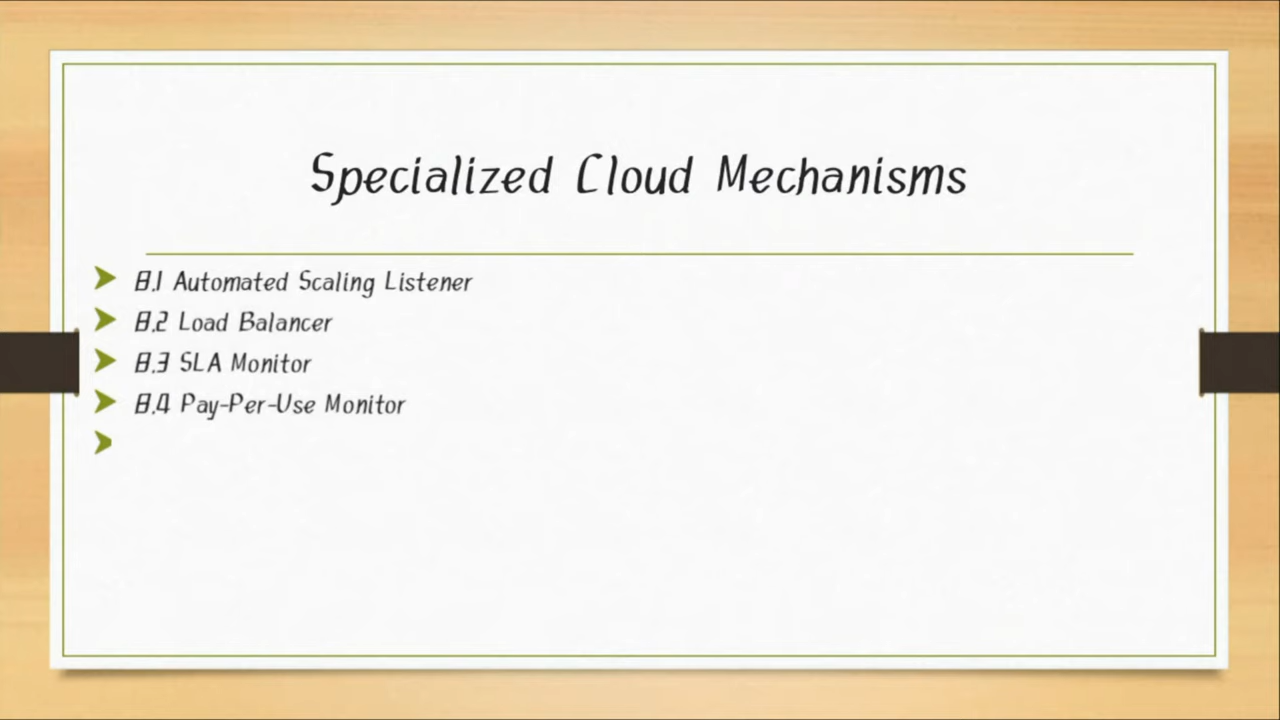 Specialized Cloud Mechanisms
8.1 Automated Scaling Listener
8.2 Load Balancer
8.3 SLA Monitor
8.4 Pay-Per-Use Monitor